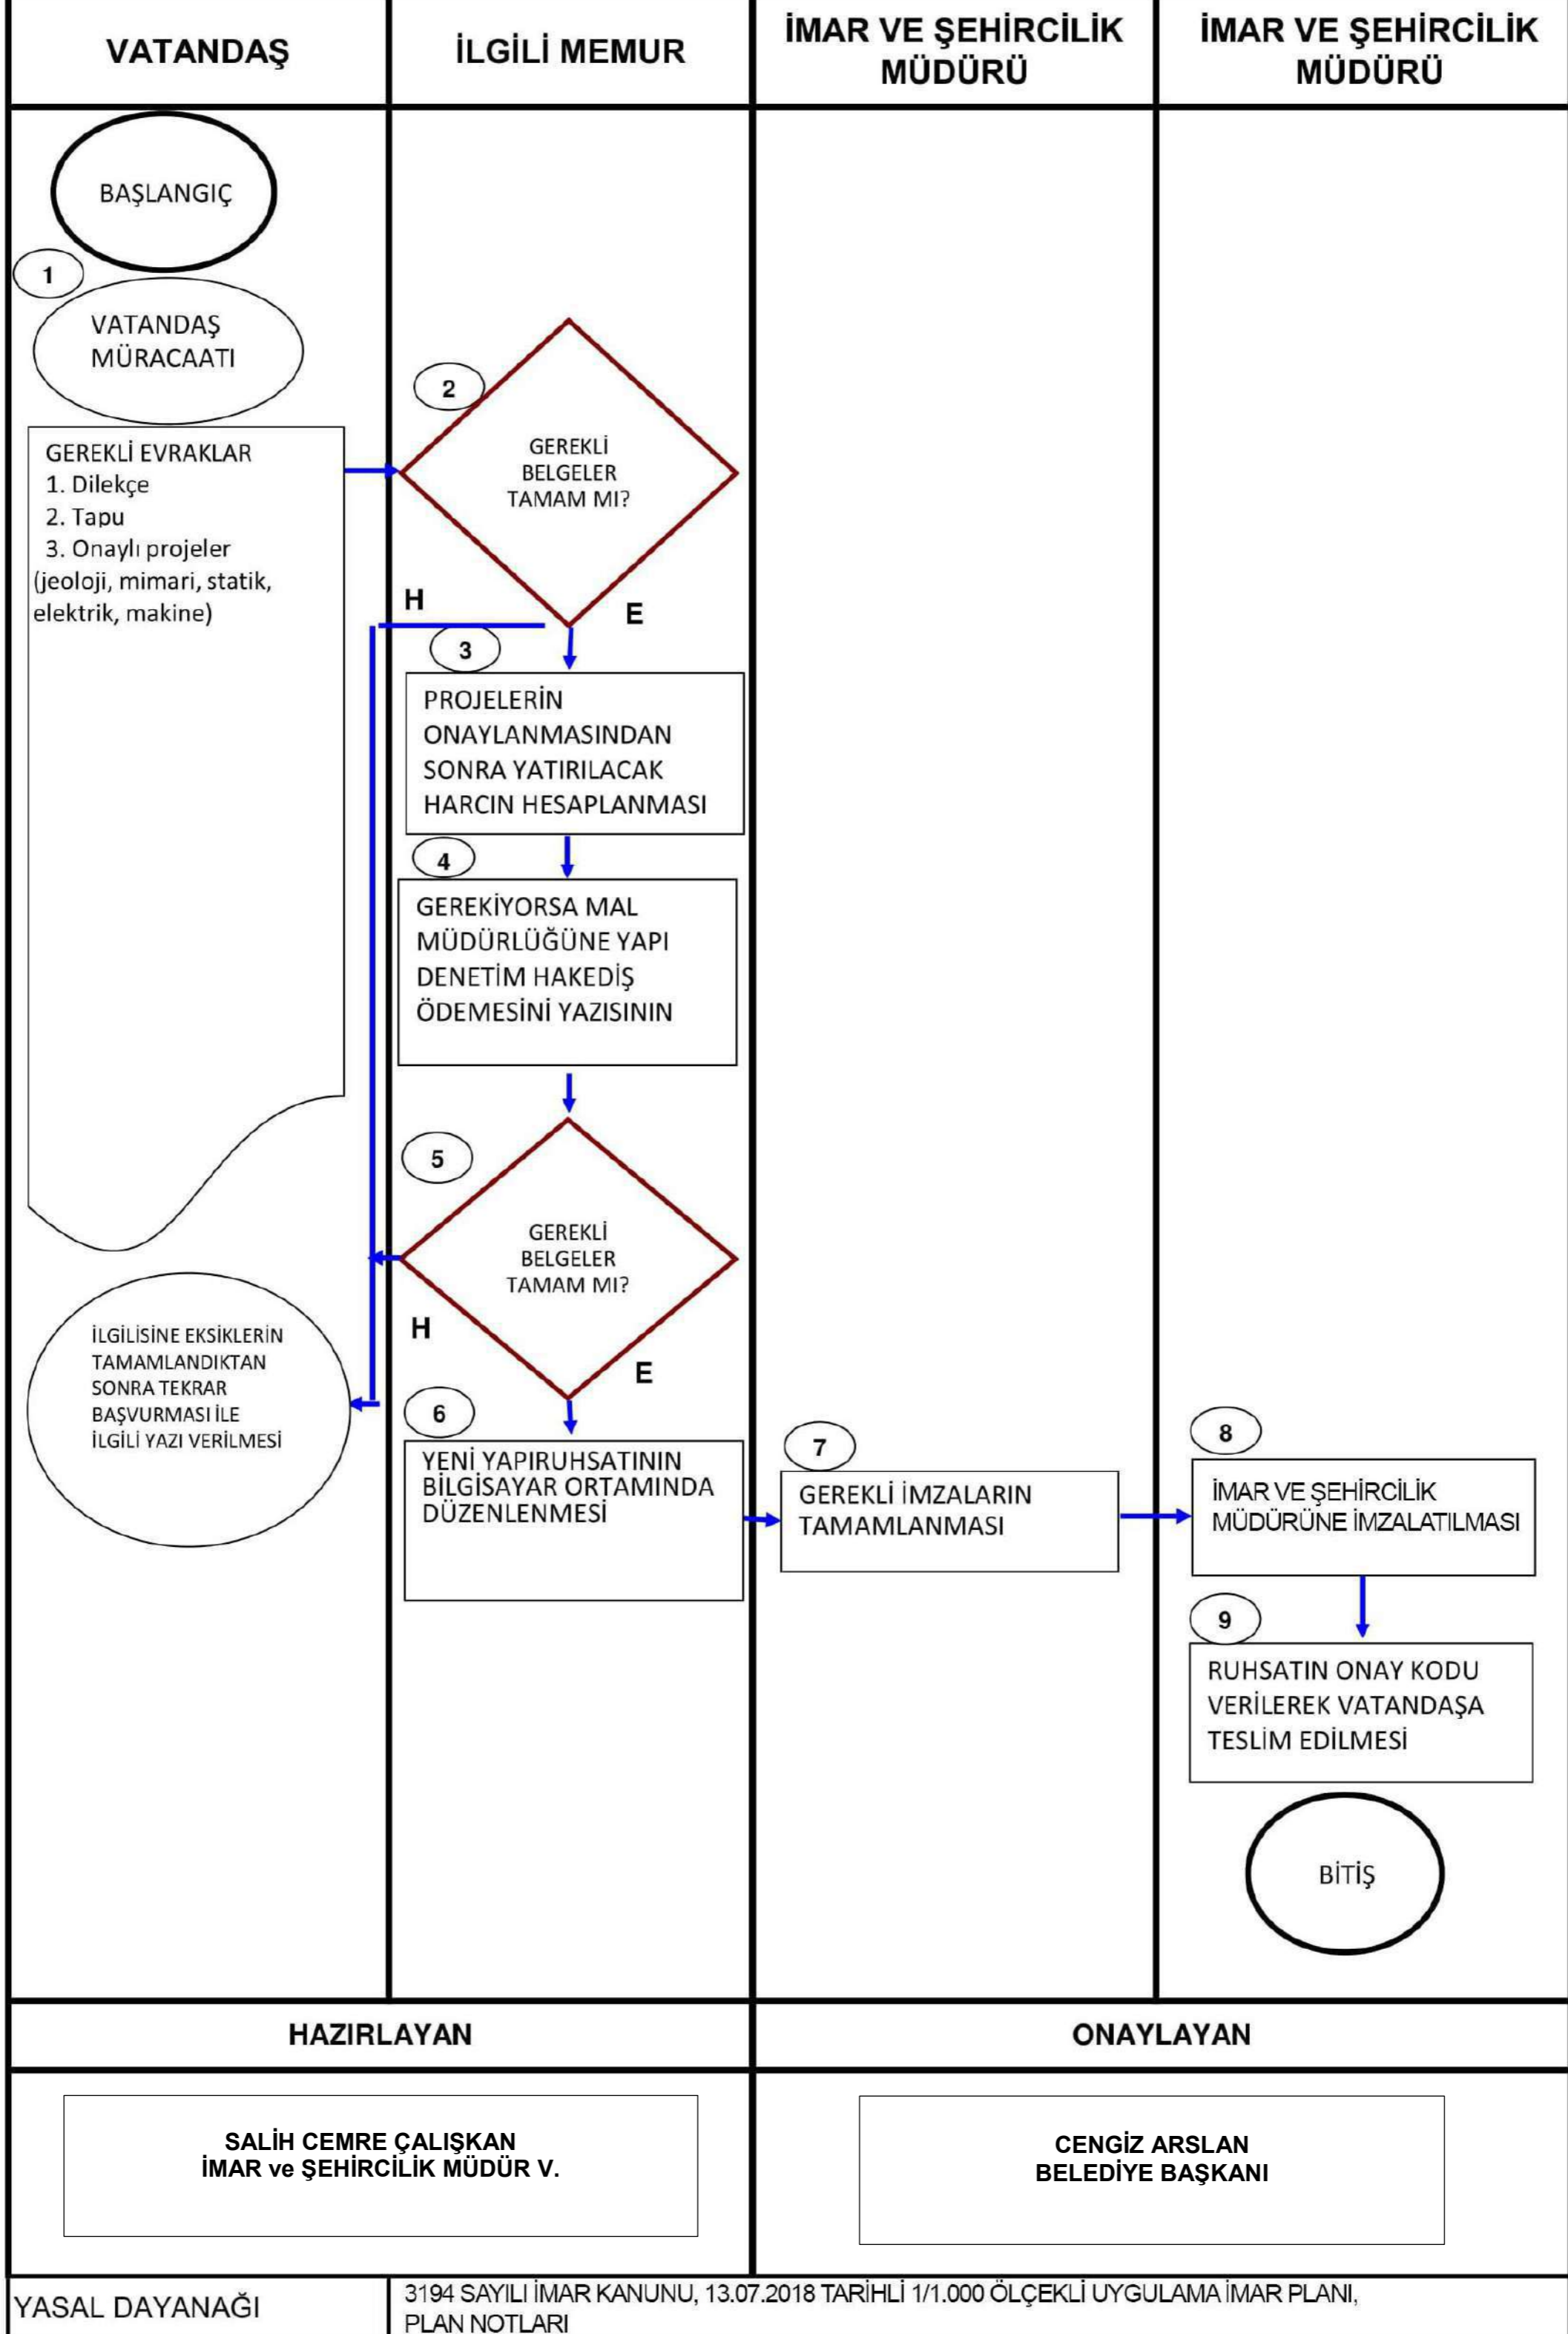 VATANDAŞ
İLGİLİ MEMUR
İMAR VE ŞEHİRCİLİK
MÜDÜRÜ
İMAR VE ŞEHİRCİLİK
MÜDÜRÜ
BAŞLANGIÇ
1
VATANDAŞ
MÜRACAATI
GEREKLİ EVRAKLAR
1. Dilekçe
2. Tapu
3. Onaylı projeler
(jeoloji, mimari, statik,
elektrik, makine)
2
GEREKLİ
BELGELER
TAMAM MI?
H
E
3
PROJELERİN
ONAYLANMASINDAN
SONRA YATIRILACAK
HARCIN HESAPLANMASI
4
GEREKİYORSA MAL
MÜDÜRLÜĞÜNE YAPI
DENETİM HAKEDİŞ
ÖDEMESİNİ YAZISININ
5
GEREKLİ
BELGELER
TAMAM MI?
H
E
İLGİLİSİNE EKSİKLERİN
TAMAMLANDIKTAN
SONRA TEKRAR
BAŞVURMASI İLE
İLGİLİ YAZI VERİLMESİ
6
YENİ YAPIRUHSATININ
BİLGİSAYAR ORTAMINDA
DÜZENLENMESİ
7
GEREKLİ İMZALARIN
TAMAMLANMASI
8
İMAR VE ŞEHİRCİLİK
MÜDÜRÜNE İMZALATILMASI
9
RUHSATIN ONAY KODU
VERİLEREK VATANDAŞA
TESLİM EDİLMESİ
BİTİŞ
HAZIRLAYAN
ONAYLAYAN
SALİH CEMRE ÇALIŞKAN
İMAR ve ŞEHİRCİLİK MÜDÜR V.
CENGİZ ARSLAN
BELEDİYE BAŞKANI
YASAL DAYANAĞI
3194 SAYILI İMAR KANUNU, 13.07.2018 TARİHLİ 1/1.000 ÖLÇEKLİ UYGULAMA İMAR PLANI,
PLAN NOTLARI